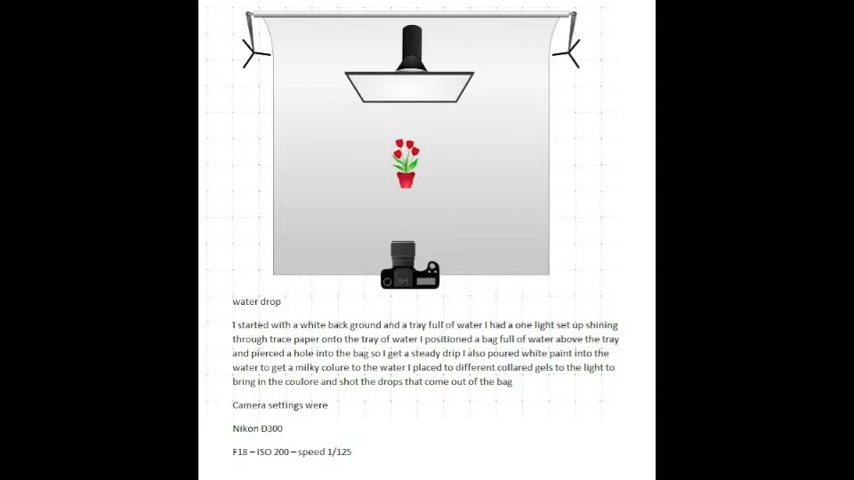 water drop
I started with a white back ground and a tray full of water I had a one light set up shining
through trace paper onto the tray of water I positioned a bag full of water above the tray
and pierced a hole into the bag so I get a steady drip I also poured white paint into the
water to get a milky colure to the water I placed to different collared gels to the light to
bring in the coulore and shot the drops that come out of the bag
Camera settings were
Nikon D300
F18 – ISO 200 – speed 1/125